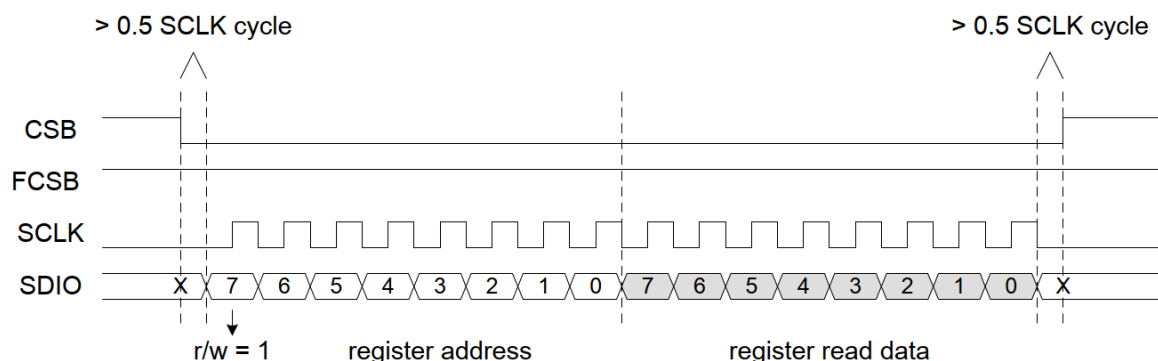 > 0.5 SCLK cycle > 0.5 SCLK cycle
CSB
FCSB
SCLK
SDIO X 7 6 5 4 3 2 1 0 7 6 5 4 3 2 1 0 X
r/w = 1 register address register read data